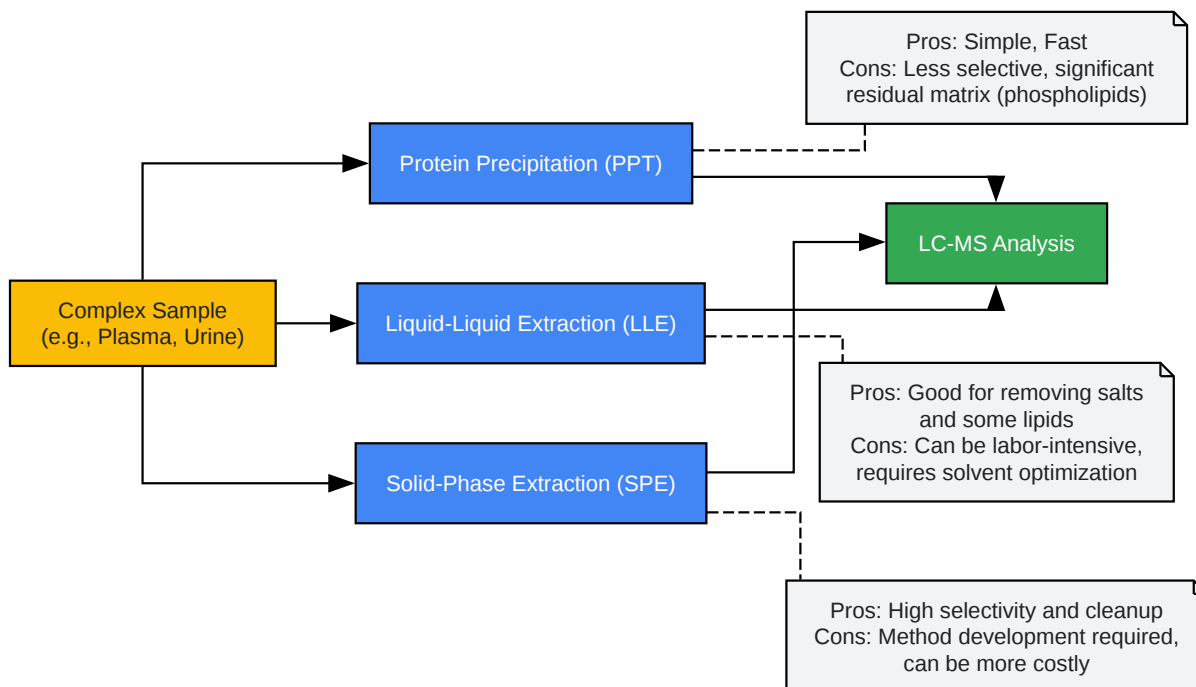 Pros: Simple, Fast
Cons: Less selective, significant
residual matrix (phospholipids)
Protein Precipitation (PPT)
LC-MS Analysis
Complex Sample
(e.g., Plasma, Urine)
Liquid-Liquid Extraction (LLE)
Pros: Good for removing salts
and some lipids
Cons: Can be labor-intensive,
requires solvent optimization
Solid-Phase Extraction (SPE)
Pros: High selectivity and cleanup
Cons: Method development required,
can be more costly